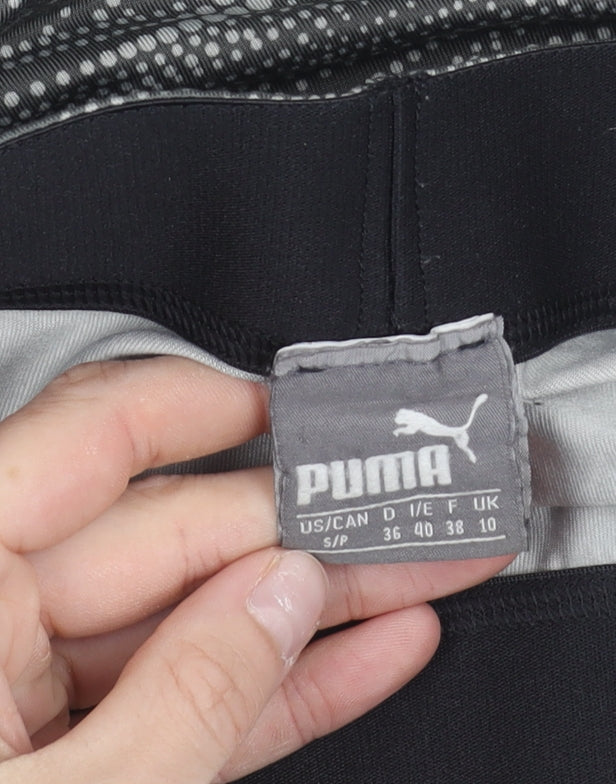 PUMA
US/CAN D I/E F UK
S/P 36 40 38 10